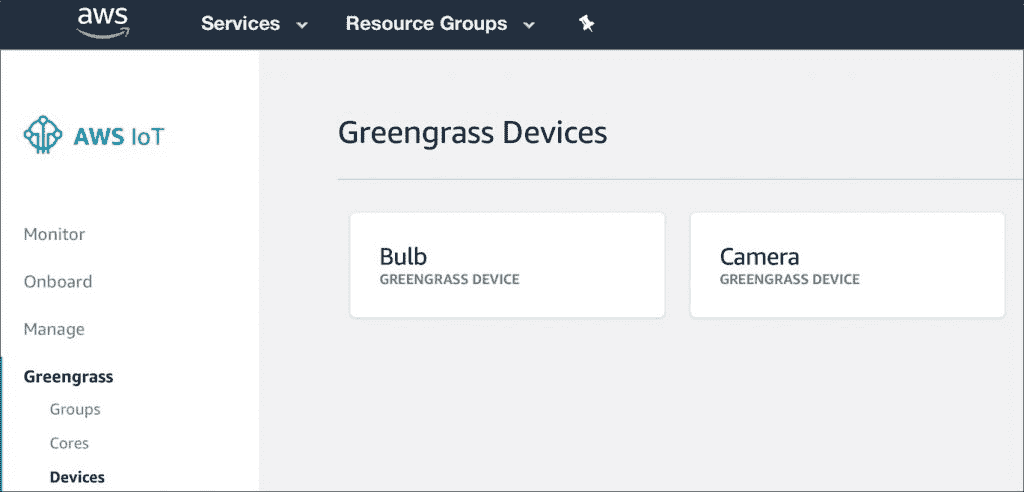 aws Services Resource Groups
AWS IoT
Monitor
Onboard
Manage
Greengrass
Groups
Cores
Devices
Greengrass Devices
Bulb
GREENGRASS DEVICE
Camera
GREENGRASS DEVICE